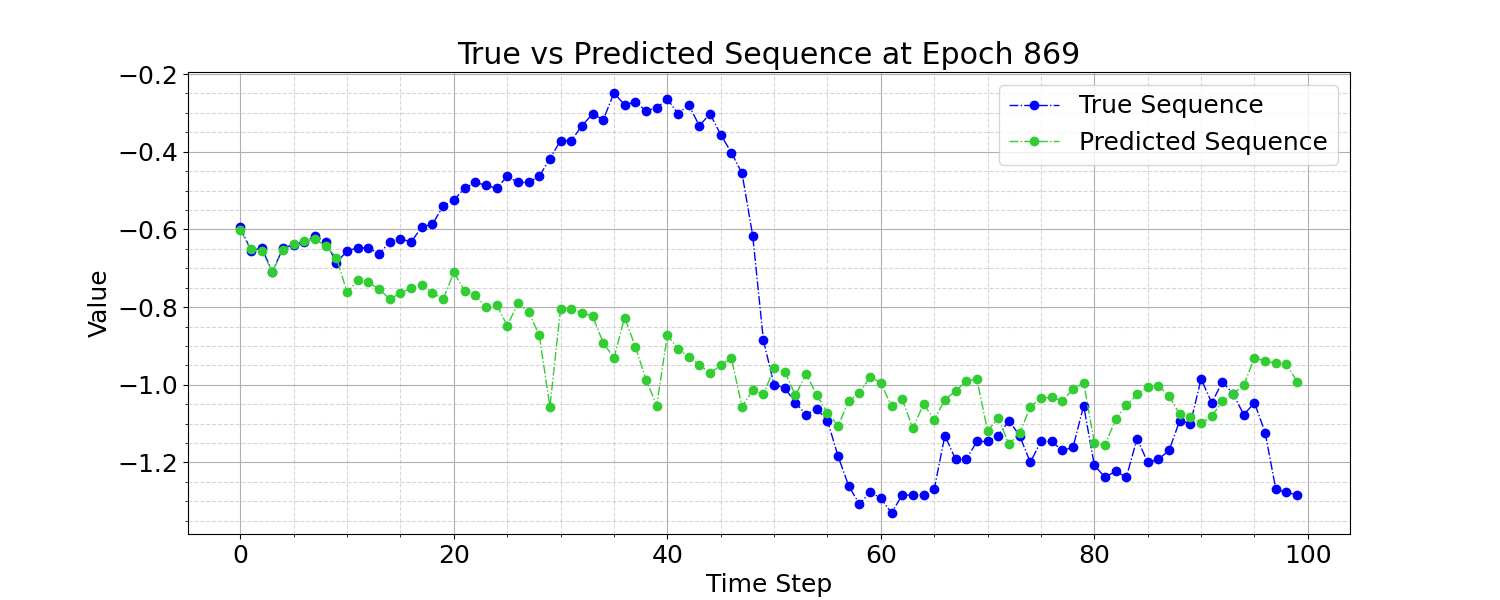 True vs Predicted Sequence at Epoch 869
Value
−0.2
−0.4
−0.6
−0.8
−1.0
−1.2
True Sequence
Predicted Sequence
0 20 40 60 80 100
Time Step